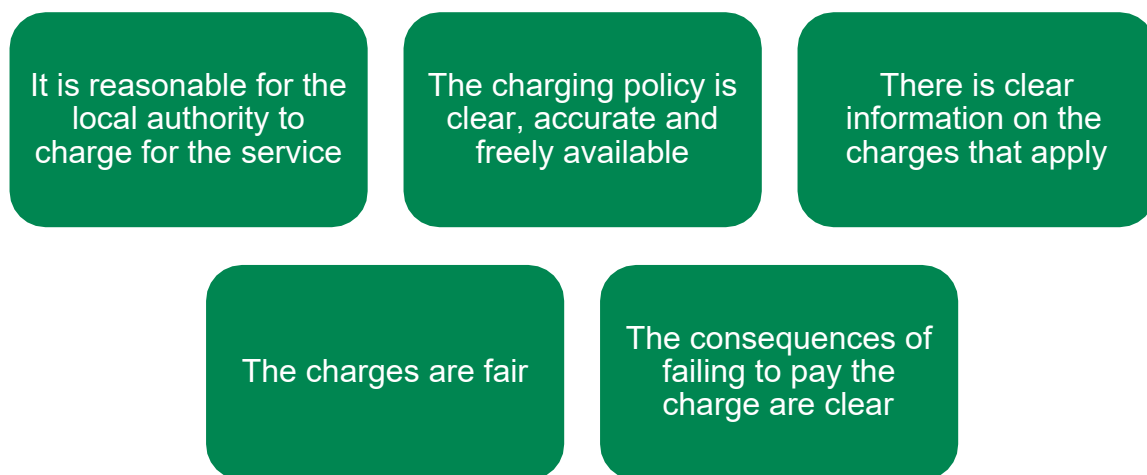 It is reasonable for the
local authority to
charge for the service
The charging policy is
clear, accurate and
freely available
There is clear
information on the
charges that apply
The charges are fair
The consequences of
failing to pay the
charge are clear